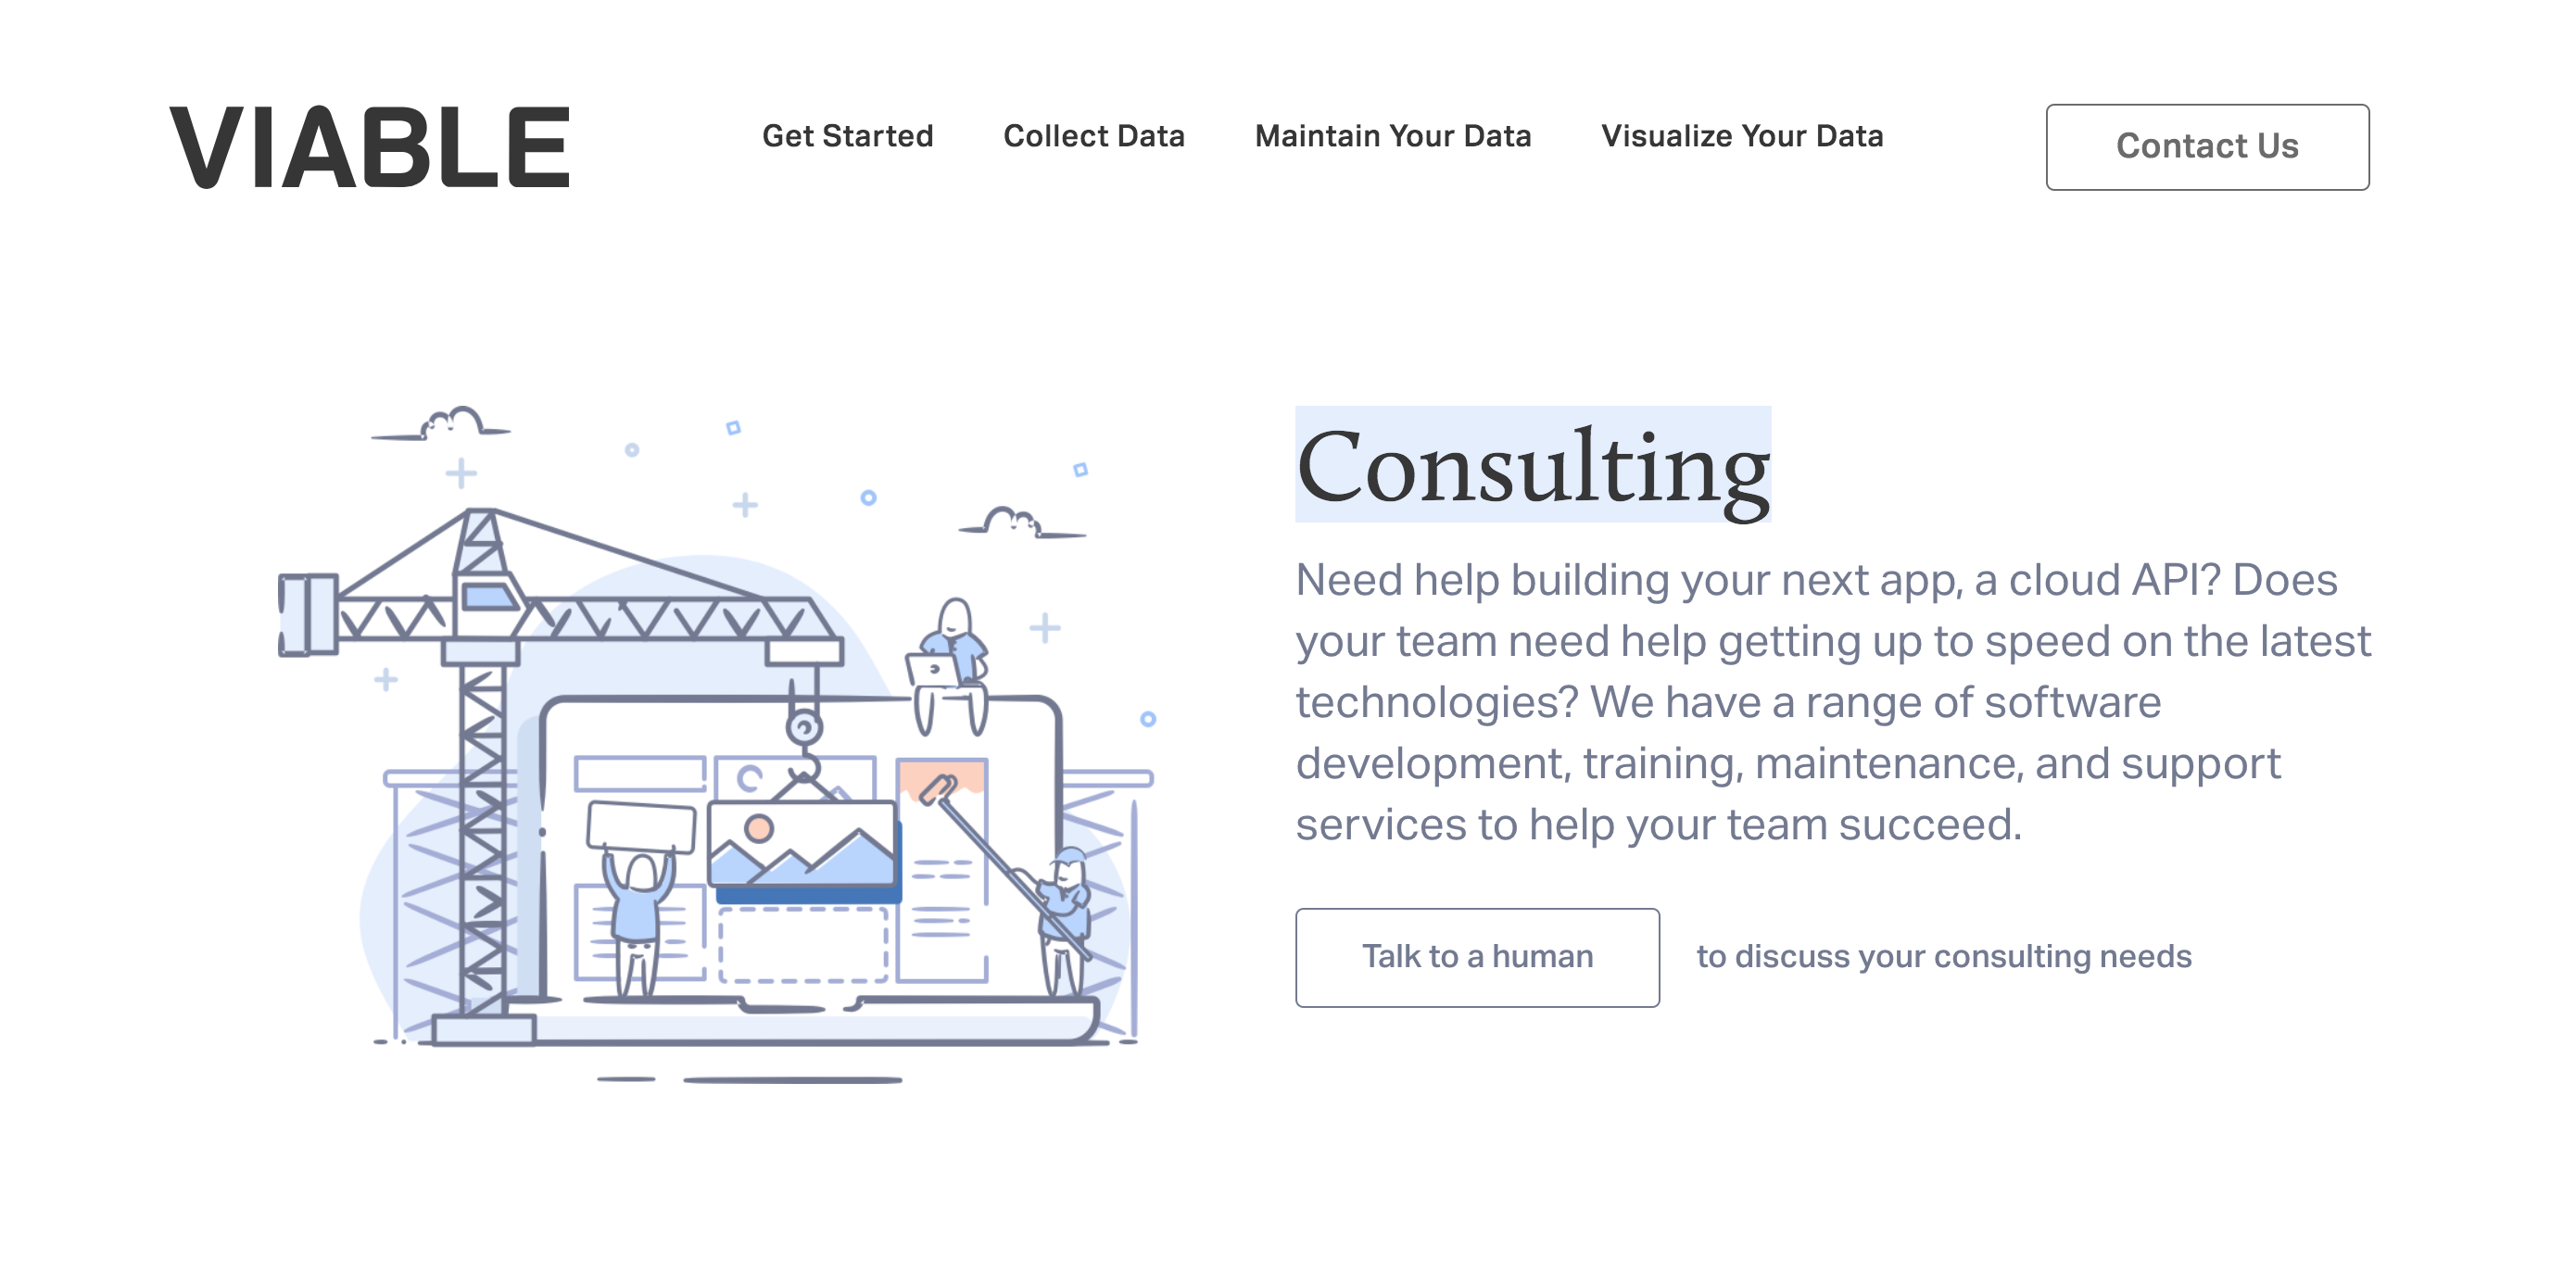 VIABLE
Get Started
Collect Data
Maintain Your Data
Visualize Your Data
Contact Us
Consulting
Need help building your next app, a cloud API? Does
your team need help getting up to speed on the latest
technologies? We have a range of software
development, training, maintenance, and support
services to help your team succeed.
Talk to a human
to discuss your consulting needs